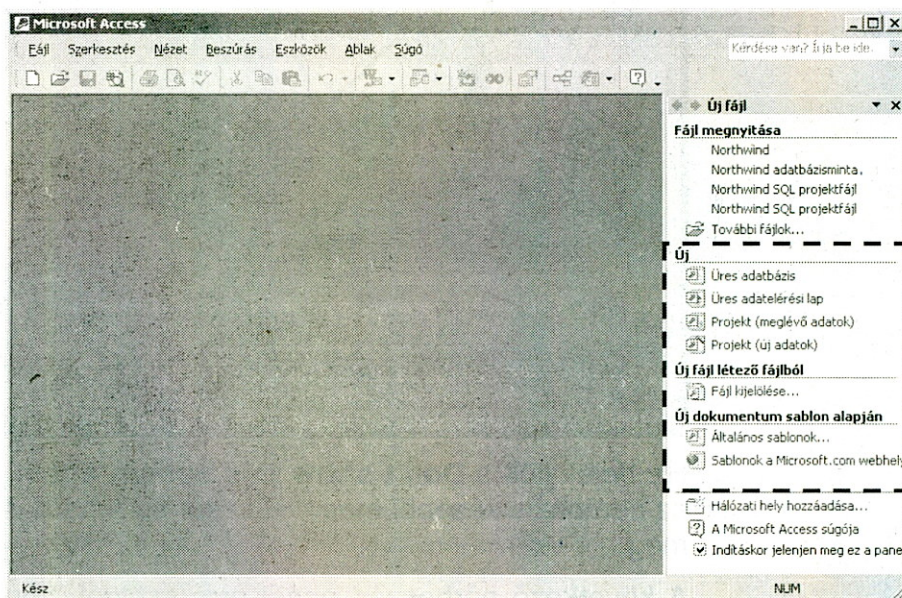 Microsoft Access
Fájl Szerkesztés Nézet Beszúrás Eszközök Ablak Súgó
Kérdése van? Írja be ide.
Új fájl
Fájl megnyitása
Northwind
Northwind adatbázisminta.
Northwind SQL projektfájl
Northwind SQL projektfájl
További fájlok...
Új
Üres adatbázis
Üres adatelérési lap
Projekt (meglévő adatok)
Projekt (új adatok)
Új fájl létező fájlból
Fájl kijelölése...
Új dokumentum sablon alapján
Általános sablonok...
Sablonok a Microsoft.com webhely
Hálózati hely hozzáadása...
A Microsoft Access súgója
Indításkor jelenjen meg ez a pane
Kész
NUM